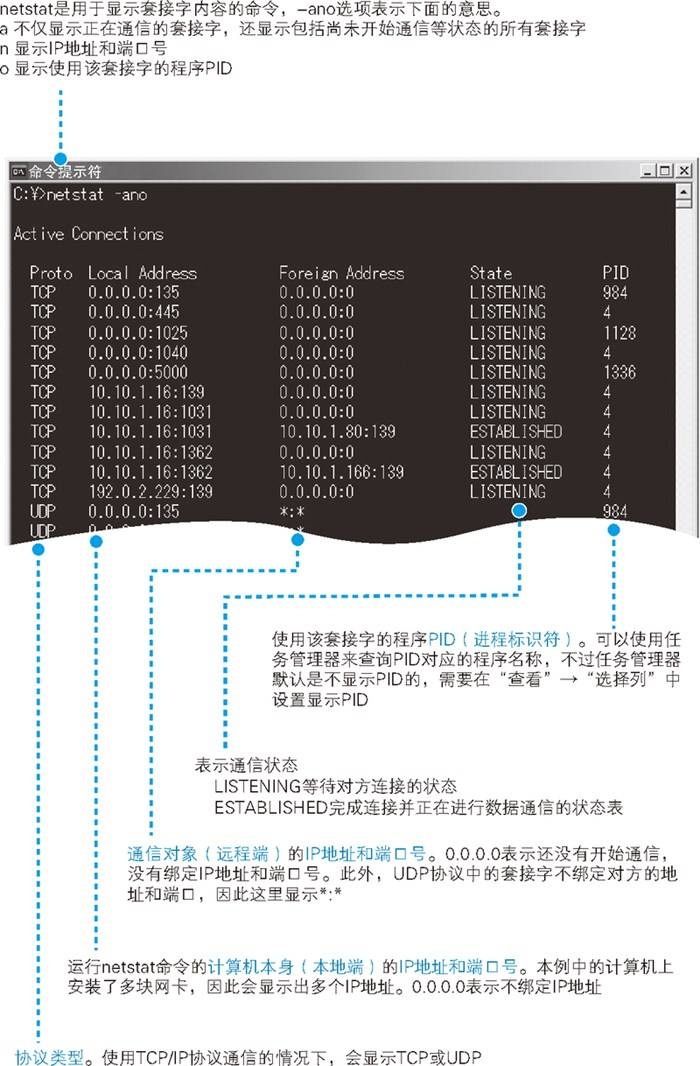 netstat是用于显示套接字内容的命令，–ano选项表示下面的意思。
a 不仅显示正在通信的套接字，还显示包括尚未开始通信等状态的所有套接字
n 显示IP地址和端口号
o 显示使用该套接字的程序PID
命令提示符
C:¥>netstat -ano
Active Connections
Proto Local Address Foreign Address State PID
TCP 0.0.0.0:135 0.0.0.0:0 LISTENING 984
TCP 0.0.0.0:445 0.0.0.0:0 LISTENING 4
TCP 0.0.0.0:1025 0.0.0.0:0 LISTENING 1128
TCP 0.0.0.0:1040 0.0.0.0:0 LISTENING 4
TCP 0.0.0.0:5000 0.0.0.0:0 LISTENING 1336
TCP 10.10.1.16:139 0.0.0.0:0 LISTENING 4
TCP 10.10.1.16:1031 0.0.0.0:0 LISTENING 4
TCP 10.10.1.16:1031 10.10.1.80:139 ESTABLISHED 4
TCP 10.10.1.16:1362 0.0.0.0:0 LISTENING 4
TCP 10.10.1.16:1362 10.10.1.166:139 ESTABLISHED 4
TCP 192.0.2.229:139 0.0.0.0:0 LISTENING 4
UDP 0.0.0.0:135 *:* 984
UDP
使用该套接字的程序PID（进程标识符）。可以使用任
务管理器来查询PID对应的程序名称，不过任务管理器
默认是不显示PID的，需要在“查看”→“选择列”中
设置显示PID
表示通信状态
LISTENING等待对方连接的状态
ESTABLISHED完成连接并正在进行数据通信的状态表
通信对象（远程端）的IP地址和端口号。0.0.0.0表示还没有开始通信，
没有绑定IP地址和端口号。此外，UDP协议中的套接字不绑定对方的地
址和端口，因此这里显示*:*
运行netstat命令的计算机本身（本地端）的IP地址和端口号。本例中的计算机上
安装了多块网卡，因此会显示出多个IP地址。0.0.0.0表示不绑定IP地址
协议类型。使用TCP/IP协议通信的情况下，会显示TCP或UDP